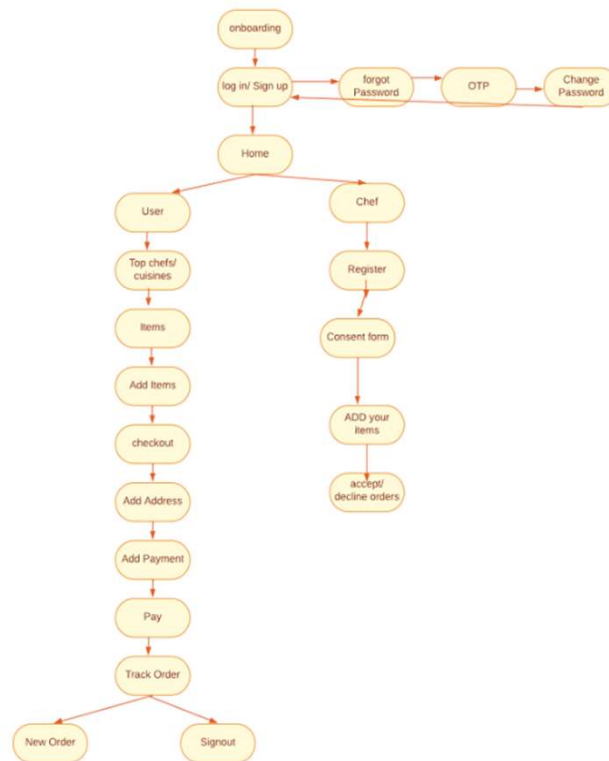 onboarding
log in/ Sign up
forgot
Password
OTP
Change
Password
Home
User
Chef
Top chefs/
cuisines
Register
Items
Consent form
Add Items
ADD your
items
checkout
accept/
decline orders
Add Address
Add Payment
Pay
Track Order
New Order
Signout